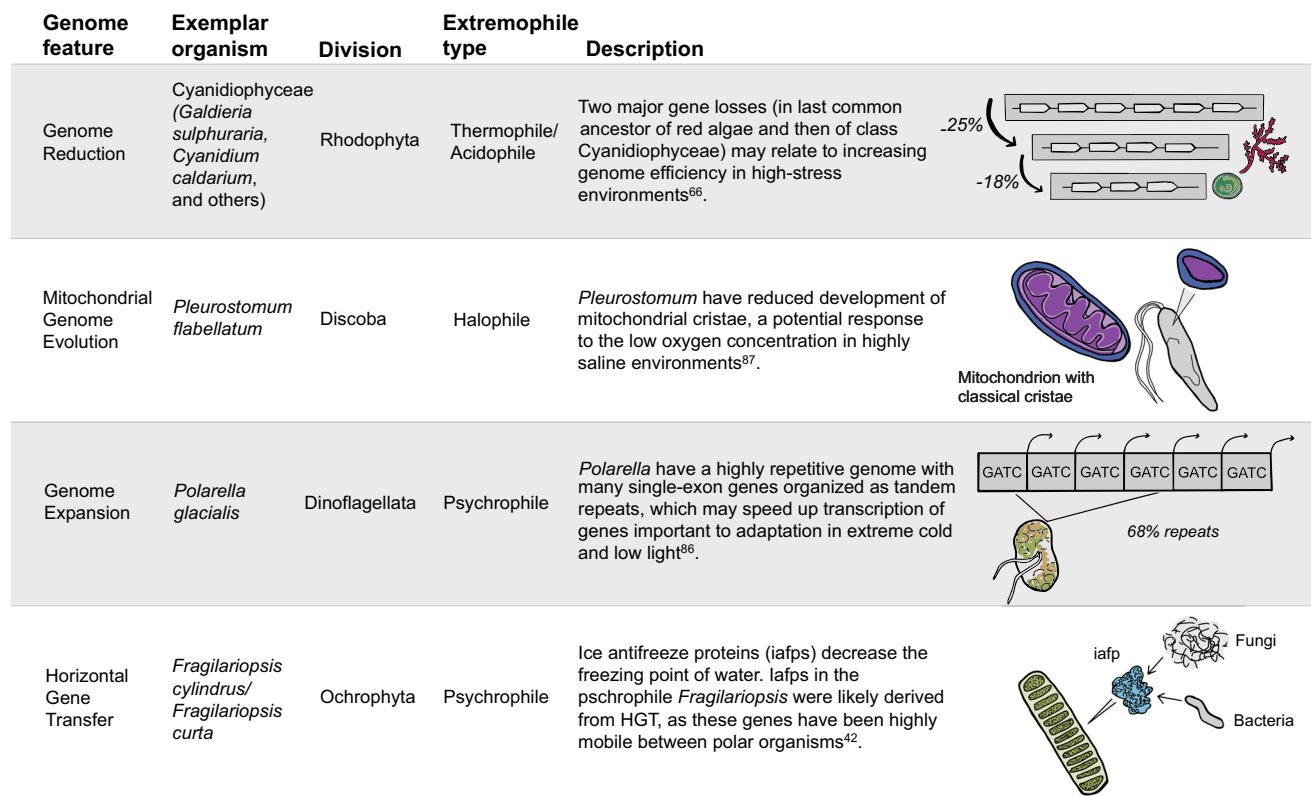 Genome
feature
Exemplar
organism
Division
Extremophile
type
Description
Genome
Reduction
Cyanidiophyceae
(Galdieria
sulphuraria,
Cyanidium
caldarium,
and others)
Rhodophyta
Thermophile/
Acidophile
Two major gene losses (in last common
ancestor of red algae and then of class
Cyanidiophyceae) may relate to increasing
genome efficiency in high-stress
environments66.
-25%
-18%
Mitochondrial
Genome
Evolution
Pleurostomum
flabellatum
Discoba
Halophile
Pleurostomum have reduced development of
mitochondrial cristae, a potential response
to the low oxygen concentration in highly
saline environments87.
Mitochondrion with
classical cristae
Genome
Expansion
Polarella
glacialis
Dinoflagellata
Psychrophile
Polarella have a highly repetitive genome with
many single-exon genes organized as tandem
repeats, which may speed up transcription of
genes important to adaptation in extreme cold
and low light86.
GATC GATC GATC GATC GATC GATC
68% repeats
Horizontal
Gene
Transfer
Fragilariopsis
cylindrus/
Fragilariopsis
curta
Ochrophyta
Psychrophile
Ice antifreeze proteins (iafps) decrease the
freezing point of water. Iafps in the
pschrophile Fragilariopsis were likely derived
from HGT, as these genes have been highly
mobile between polar organisms42.
iafp
Fungi
Bacteria